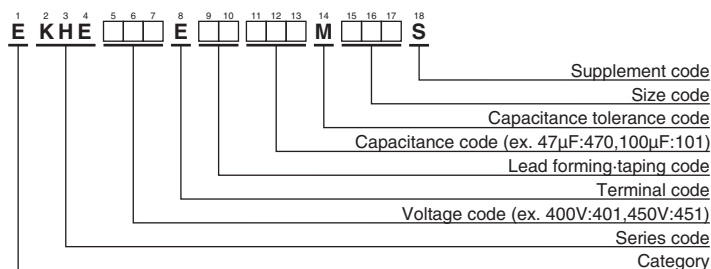 1 2 3 4 5 6 7 8 9 10 11 12 13 14 15 16 17 18
E KHE □□□ E □□ □□□ M □□□ S
Supplement code
Size code
Capacitance tolerance code
Capacitance code (ex. 47μF:470,100μF:101)
Lead forming·taping code
Terminal code
Voltage code (ex. 400V:401,450V:451)
Series code
Category